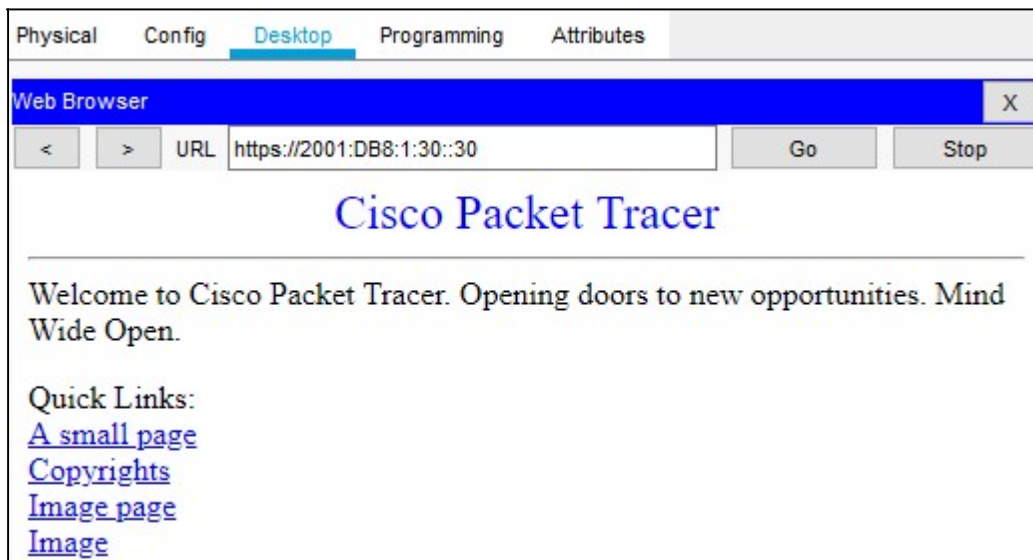 Physical Config Desktop Programming Attributes
Web Browser X
< > URL https://2001:DB8:1:30::30 Go Stop
Cisco Packet Tracer
Welcome to Cisco Packet Tracer. Opening doors to new opportunities. Mind
Wide Open.
Quick Links:
A small page
Copyrights
Image page
Image